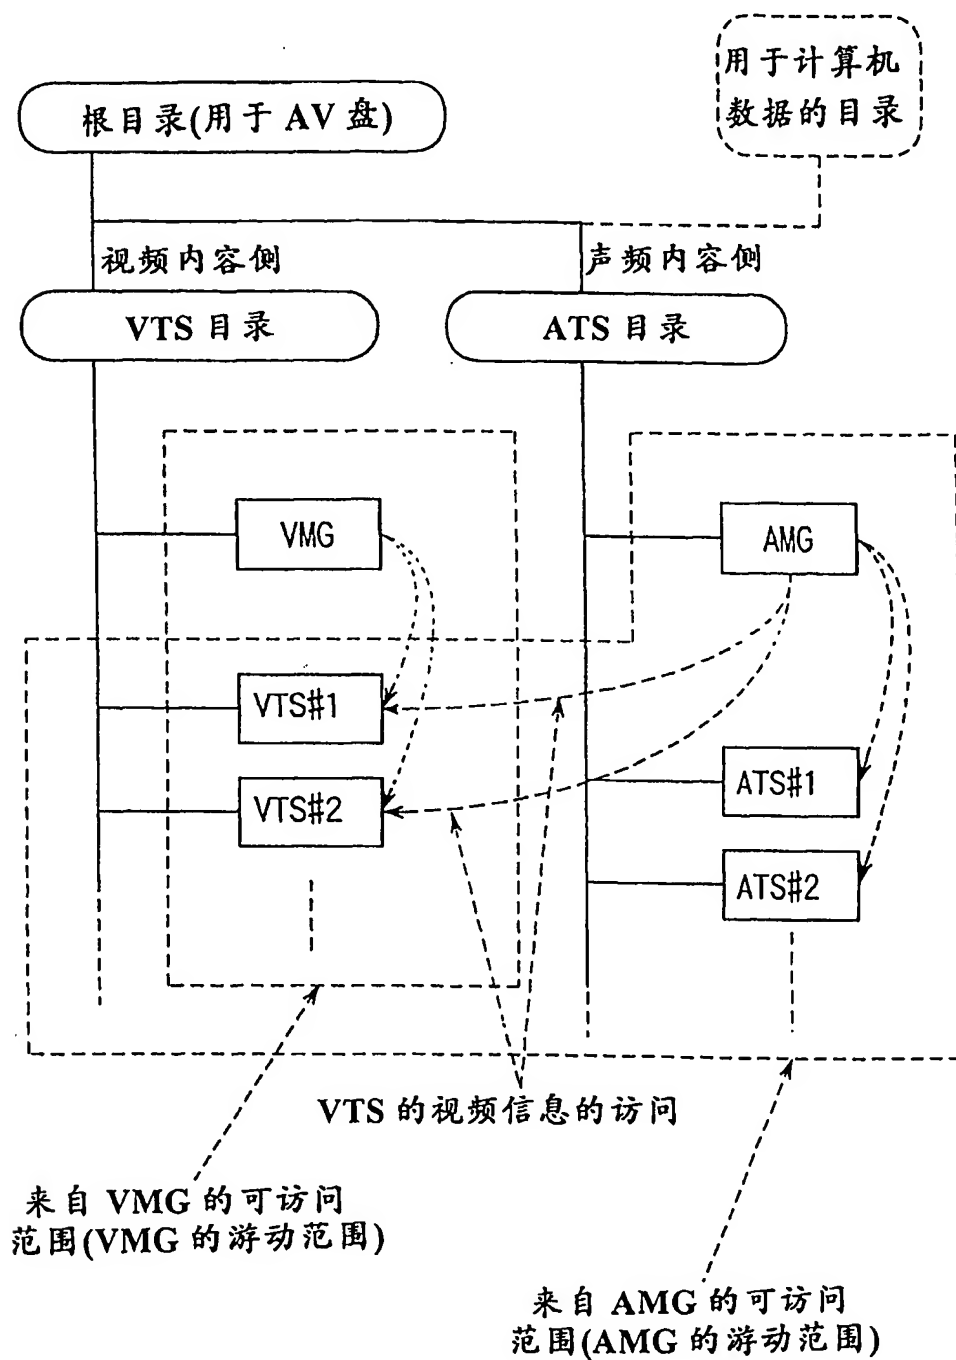 用于计算机
数据的目录
根目录(用于 AV 盘)
视频内容侧
声频内容侧
VTS 目录
ATS 目录
VMG
AMG
VTS#1
VTS#2
ATS#1
ATS#2
VTS 的视频信息的访问
来自 VMG 的可访问
范围(VMG 的游动范围)
来自 AMG 的可访问
范围(AMG 的游动范围)